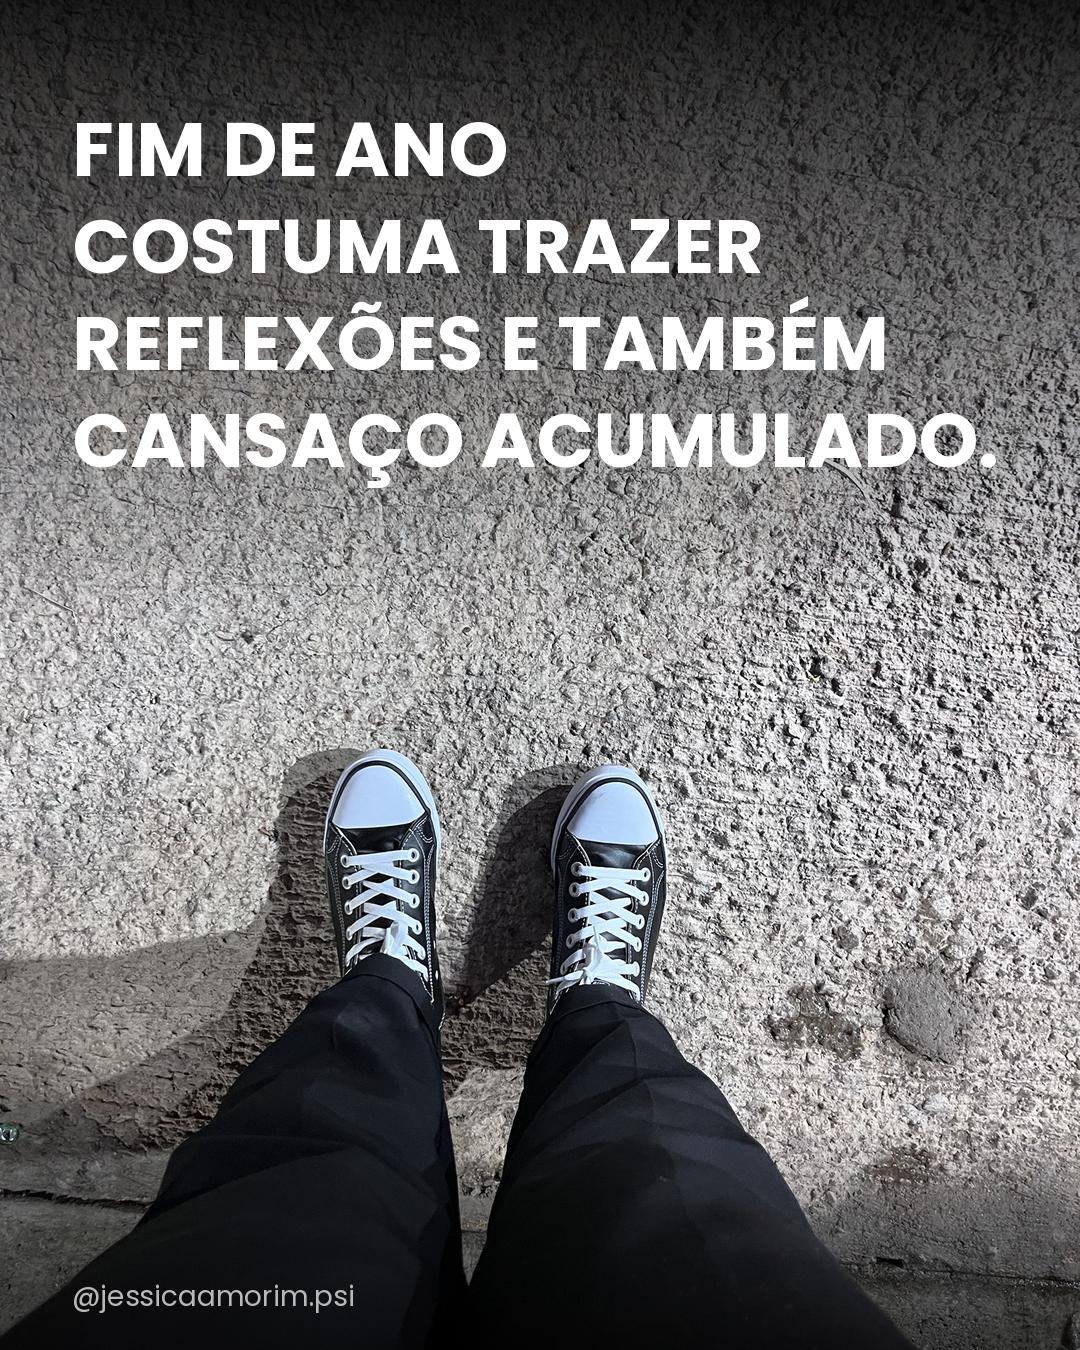 FIM DE ANO
COSTUMA TRAZER
REFLEXÕES E TAMBÉM
CANSAÇO ACUMULADO.
@jessicaamorim.psi